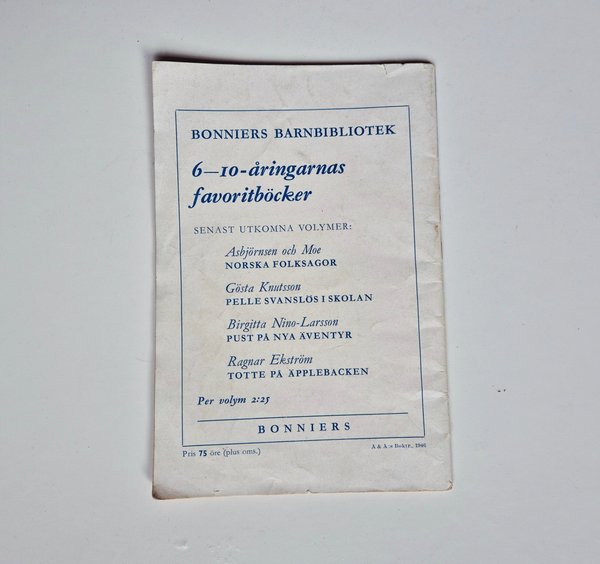 BONNIERS BARNBIBLIOTEK
6—10-åringarnas
favoritböcker
SENAST UTKOMNA VOLYMER:
Asbjörnsen och Moe
NORSKA FOLKSAGOR
Gösta Knutsson
PELLE SVANSLÖS I SKOLAN
Birgitta Nino-Larsson
PUST PÅ NYA ÄVENTYR
Ragnar Ekström
TOTTE PÅ ÄPPLEBACKEN
Per volym 2:25
BONNIERS
Pris 75 öre (plus oms.)
A & Å:s Boktr.,